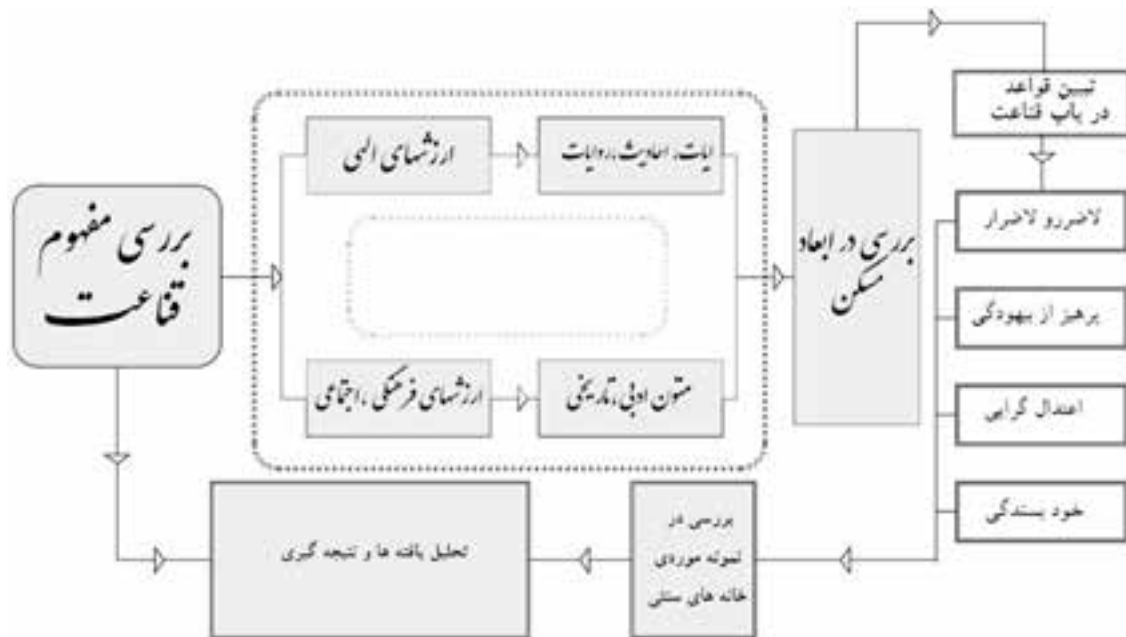 بررسی مفهوم
قناعت
ارزشهای الهی
آیات، احادیث، روایات
ارزشهای فرهنگی، اجتماعی
متون ادبی، تاریخی
بررسی در ابعاد
مسکن
تبیین قواعد
در باب قناعت
لاضررو لاضرار
پرهیز از بیهودگی
اعتدال گرایی
خود بسندگی
بررسی در
نمونه موردی
خانه های سنتی
تحلیل یافته ها و نتیجه گیری